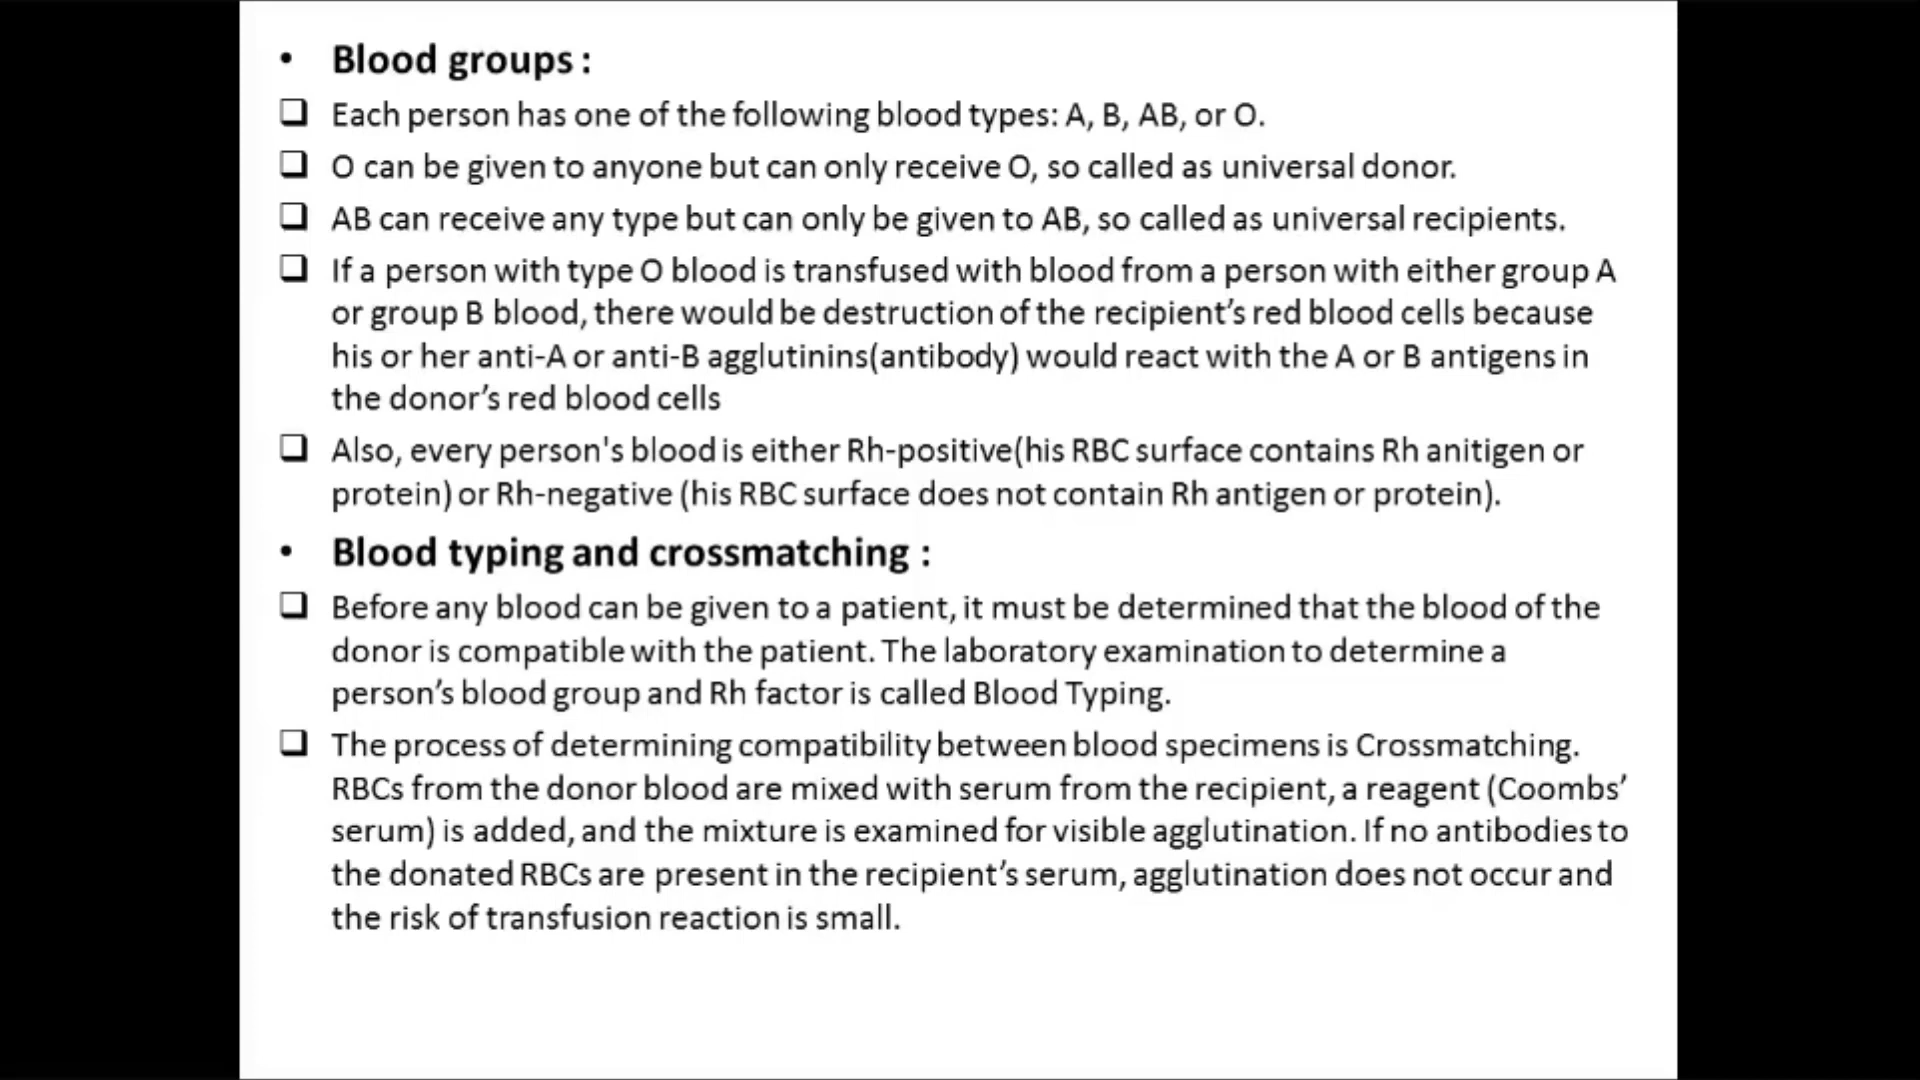 • Blood groups :
❑ Each person has one of the following blood types: A, B, AB, or O.
❑ O can be given to anyone but can only receive O, so called as universal donor.
❑ AB can receive any type but can only be given to AB, so called as universal recipients.
❑ If a person with type O blood is transfused with blood from a person with either group A
or group B blood, there would be destruction of the recipient’s red blood cells because
his or her anti-A or anti-B agglutinins(antibody) would react with the A or B antigens in
the donor’s red blood cells
❑ Also, every person's blood is either Rh-positive(his RBC surface contains Rh anitigen or
protein) or Rh-negative (his RBC surface does not contain Rh antigen or protein).
• Blood typing and crossmatching :
❑ Before any blood can be given to a patient, it must be determined that the blood of the
donor is compatible with the patient. The laboratory examination to determine a
person’s blood group and Rh factor is called Blood Typing.
❑ The process of determining compatibility between blood specimens is Crossmatching.
RBCs from the donor blood are mixed with serum from the recipient, a reagent (Coombs’
serum) is added, and the mixture is examined for visible agglutination. If no antibodies to
the donated RBCs are present in the recipient’s serum, agglutination does not occur and
the risk of transfusion reaction is small.